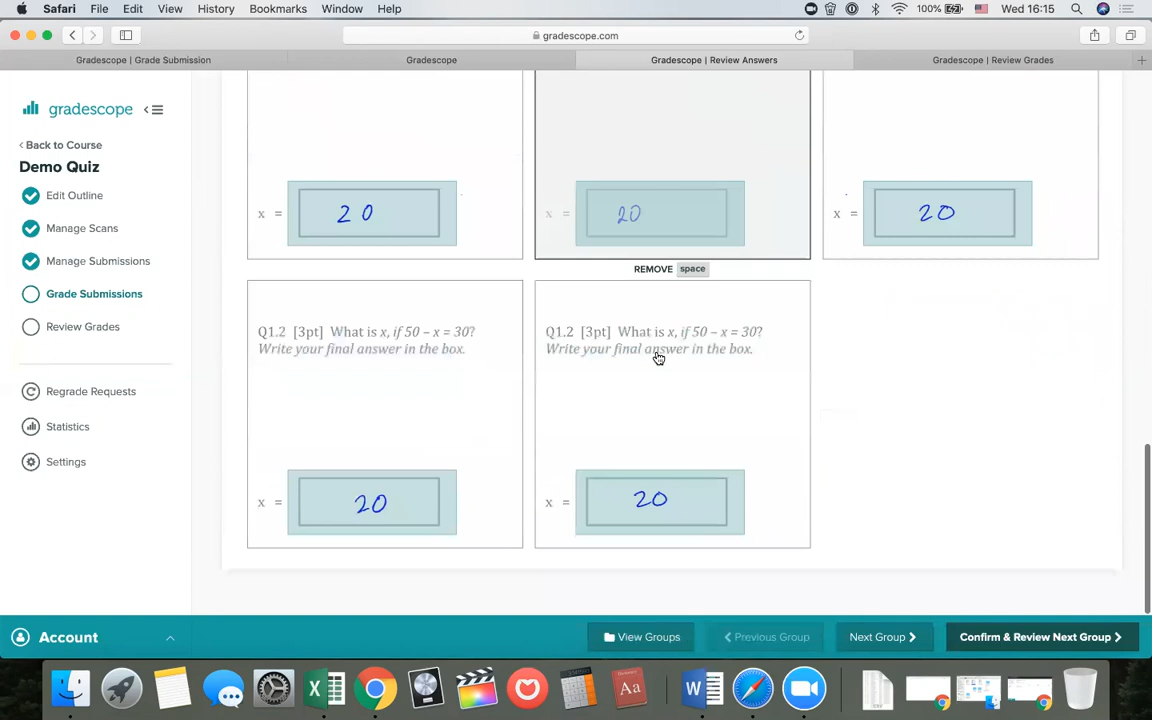 Safari File Edit View History Bookmarks Window Help 100% Wed 16:15
gradescope.com
Gradescope | Grade Submission Gradescope Gradescope | Review Answers Gradescope | Review Grades
gradescope
Back to Course
Demo Quiz
Edit Outline
Manage Scans
Manage Submissions
Grade Submissions
Review Grades
Regrade Requests
Statistics
Settings
x = 20
x = 20
x = 20
REMOVE space
Q1.2 [3pt] What is x, if 50 – x = 30?
Write your final answer in the box.
x = 20
Q1.2 [3pt] What is x, if 50 – x = 30?
Write your final answer in the box.
x = 20
Account
View Groups Previous Group Next Group Confirm & Review Next Group
Aa